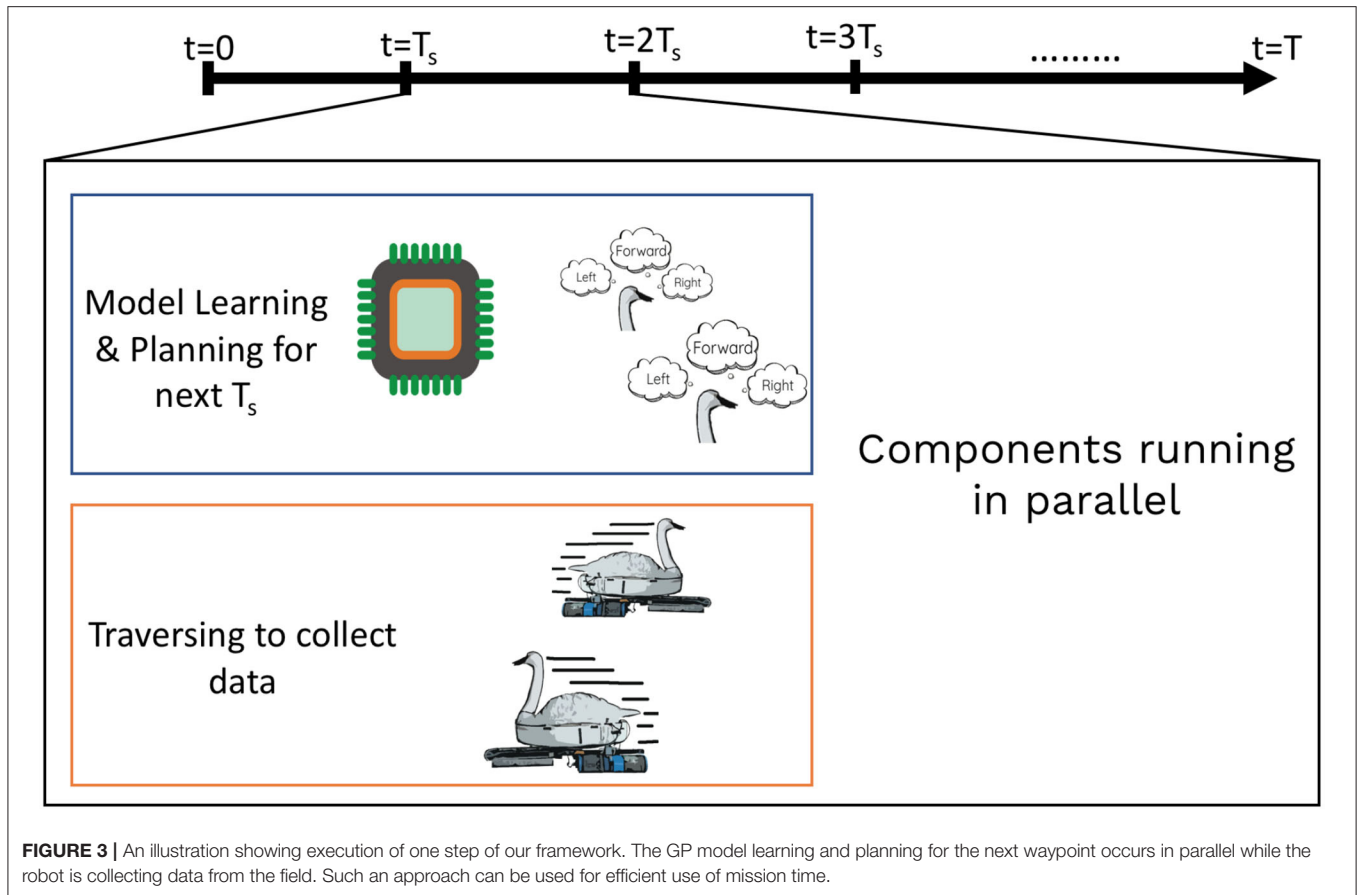 t=0
t=Ts
t=2Ts
t=3Ts
.........
t=T
Model Learning
& Planning for
next Ts
Forward
Left
Right
Forward
Left
Right
Traversing to collect
data
Components running
in parallel
FIGURE 3 | An illustration showing execution of one step of our framework. The GP model learning and planning for the next waypoint occurs in parallel while the
robot is collecting data from the field. Such an approach can be used for efficient use of mission time.